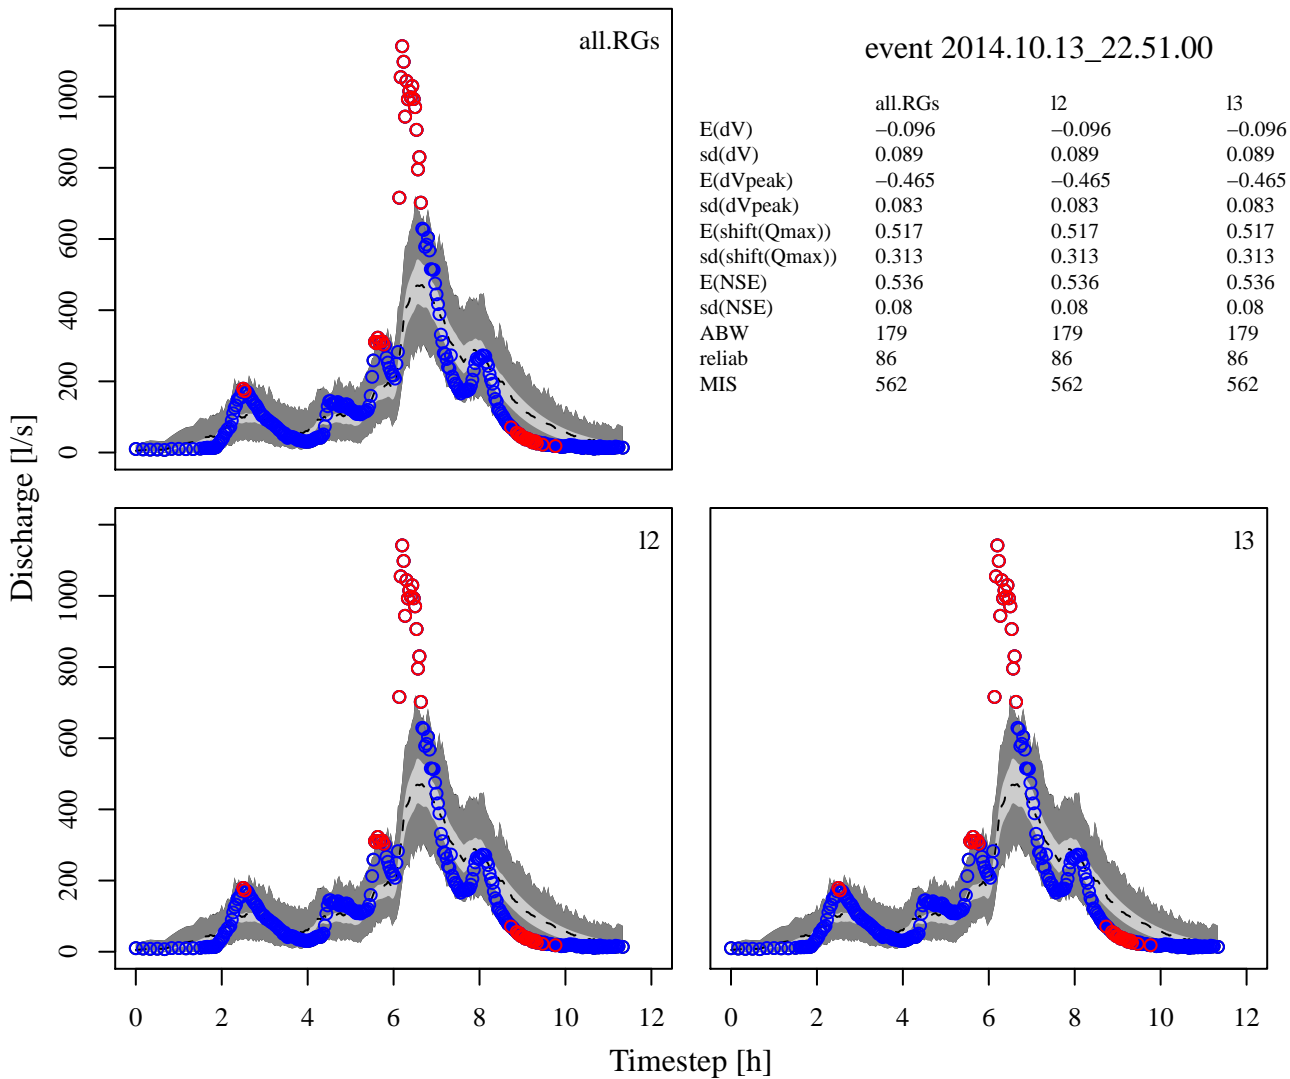 all.RGs
event 2014.10.13_22.51.00
all.RGs l2 l3
E(dV) −0.096 −0.096 −0.096
sd(dV) 0.089 0.089 0.089
E(dVpeak) −0.465 −0.465 −0.465
sd(dVpeak) 0.083 0.083 0.083
E(shift(Qmax)) 0.517 0.517 0.517
sd(shift(Qmax)) 0.313 0.313 0.313
E(NSE) 0.536 0.536 0.536
sd(NSE) 0.08 0.08 0.08
ABW 179 179 179
reliab 86 86 86
MIS 562 562 562
1000
800
600
400
200
0
Discharge [l/s]
l2
l3
1000
800
600
400
200
0
0 2 4 6 8 10 12
0 2 4 6 8 10 12
Timestep [h]